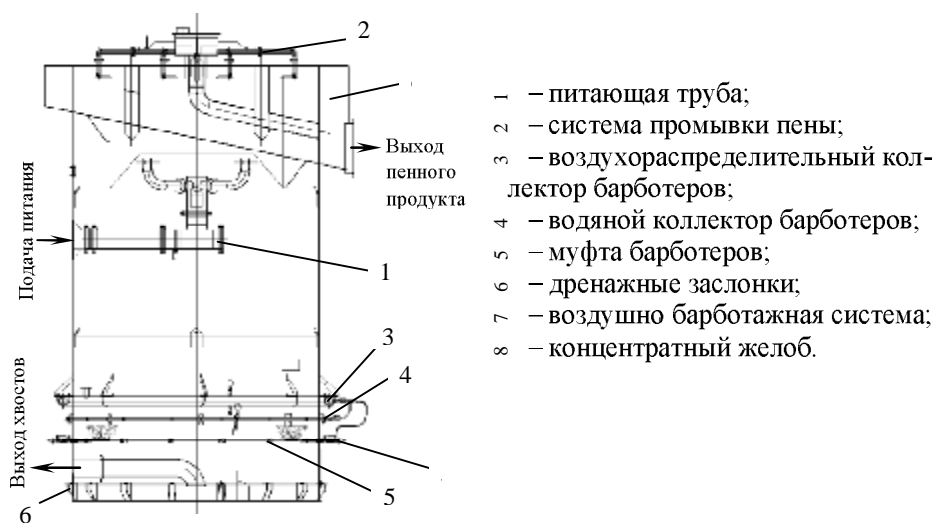 2
Выход
пенного
продукта
Подача питания
1
3
4
Выход хвостов
5
6
1 – питающая труба;
2 – система промывки пены;
3 – воздухораспределительный кол-
лектор барботеров;
4 – водяной коллектор барботеров;
5 – муфта барботеров;
6 – дренажные заслонки;
7 – воздушно барботажная система;
8 – концентратный желоб.